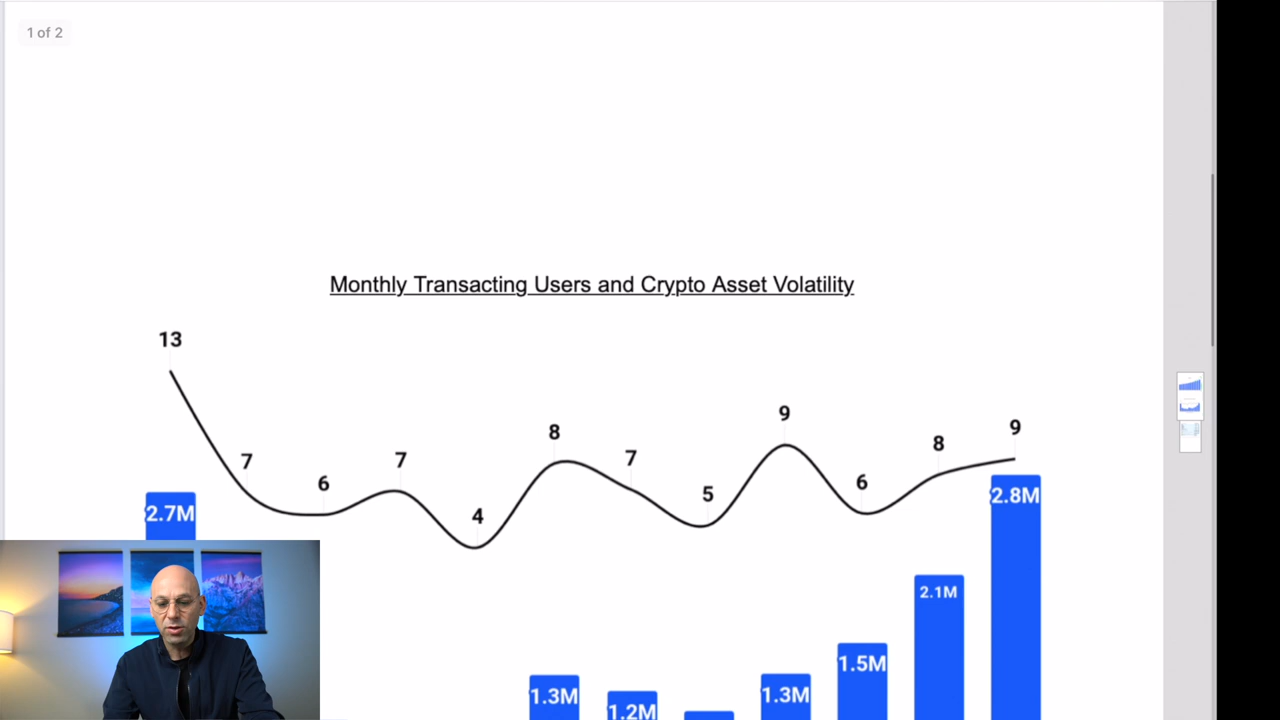 1 of 2
Monthly Transacting Users and Crypto Asset Volatility
13
7
6
7
4
8
7
5
9
6
8
9
2.7M
1.3M
1.2M
1.3M
1.5M
2.1M
2.8M